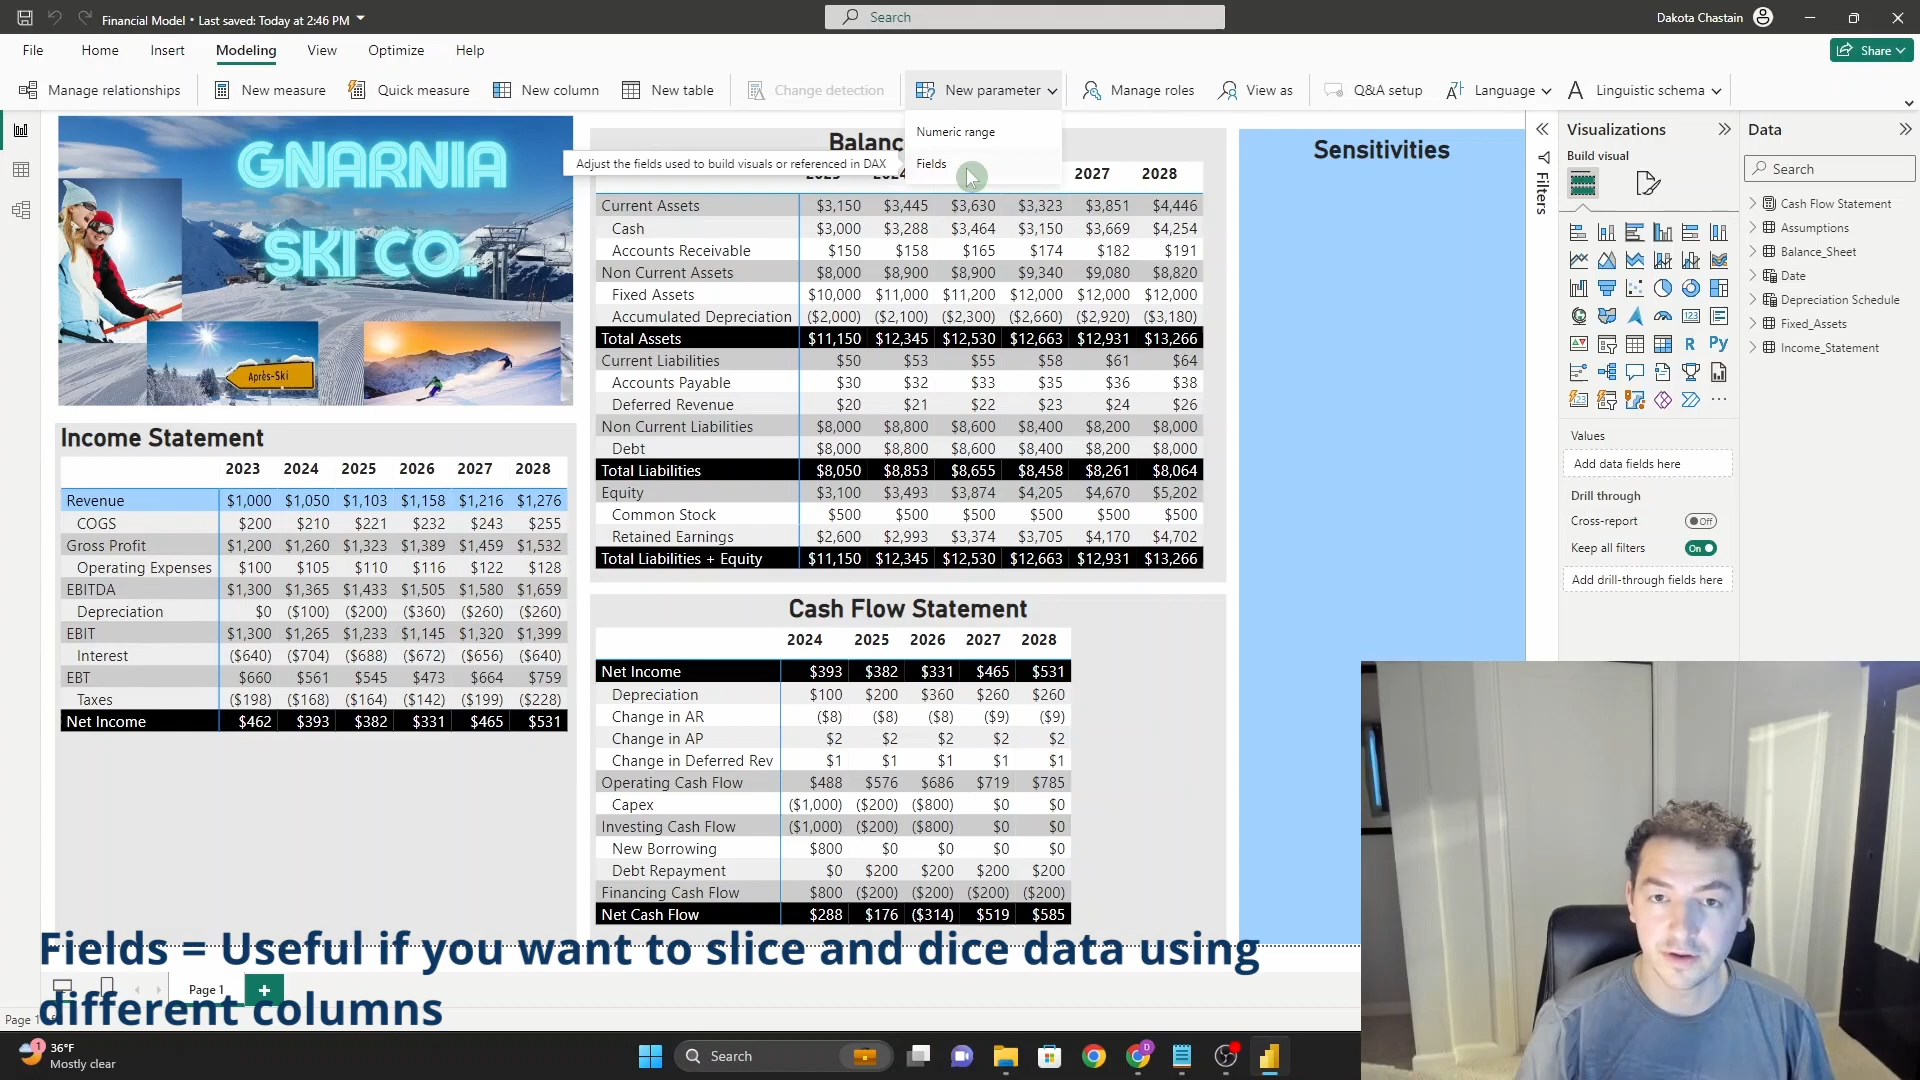 Financial Model • Last saved: Today at 2:46 PM
Search
Dakota Chastain
File Home Insert Modeling View Optimize Help
Share
Manage relationships New measure Quick measure New column New table Change detection New parameter Manage roles View as Q&A setup Language Linguistic schema
Numeric range
Fields
Adjust the fields used to build visuals or referenced in DAX
GNARNIA
SKI CO.
Après-Ski
Income Statement
2023 2024 2025 2026 2027 2028
Revenue $1,000 $1,050 $1,103 $1,158 $1,216 $1,276
COGS $200 $210 $221 $232 $243 $255
Gross Profit $1,200 $1,260 $1,323 $1,389 $1,459 $1,532
Operating Expenses $100 $105 $110 $116 $122 $128
EBITDA $1,300 $1,365 $1,433 $1,505 $1,580 $1,659
Depreciation $0 ($100) ($200) ($360) ($260) ($260)
EBIT $1,300 $1,265 $1,233 $1,145 $1,320 $1,399
Interest ($640) ($704) ($688) ($672) ($656) ($640)
EBT $660 $561 $545 $473 $664 $759
Taxes ($198) ($168) ($164) ($142) ($199) ($228)
Net Income $462 $393 $382 $331 $465 $531
Balanc
2027 2028
Current Assets $3,150 $3,445 $3,630 $3,323 $3,851 $4,446
Cash $3,000 $3,288 $3,464 $3,150 $3,669 $4,254
Accounts Receivable $150 $158 $165 $174 $182 $191
Non Current Assets $8,000 $8,900 $8,900 $9,340 $9,080 $8,820
Fixed Assets $10,000 $11,000 $11,200 $12,000 $12,000 $12,000
Accumulated Depreciation ($2,000) ($2,100) ($2,300) ($2,660) ($2,920) ($3,180)
Total Assets $11,150 $12,345 $12,530 $12,663 $12,931 $13,266
Current Liabilities $50 $53 $55 $58 $61 $64
Accounts Payable $30 $32 $33 $35 $36 $38
Deferred Revenue $20 $21 $22 $23 $24 $26
Non Current Liabilities $8,000 $8,800 $8,600 $8,400 $8,200 $8,000
Debt $8,000 $8,800 $8,600 $8,400 $8,200 $8,000
Total Liabilities $8,050 $8,853 $8,655 $8,458 $8,261 $8,064
Equity $3,100 $3,493 $3,874 $4,205 $4,670 $5,202
Common Stock $500 $500 $500 $500 $500 $500
Retained Earnings $2,600 $2,993 $3,374 $3,705 $4,170 $4,702
Total Liabilities + Equity $11,150 $12,345 $12,530 $12,663 $12,931 $13,266
Cash Flow Statement
2024 2025 2026 2027 2028
Net Income $393 $382 $331 $465 $531
Depreciation $100 $200 $360 $260 $260
Change in AR ($8) ($8) ($8) ($9) ($9)
Change in AP $2 $2 $2 $2 $2
Change in Deferred Rev $1 $1 $1 $1 $1
Operating Cash Flow $488 $576 $686 $719 $785
Capex ($1,000) ($200) ($800) $0 $0
Investing Cash Flow ($1,000) ($200) ($800) $0 $0
New Borrowing $800 $0 $0 $0 $0
Debt Repayment $0 $200 $200 $200 $200
Financing Cash Flow $800 ($200) ($200) ($200) ($200)
Net Cash Flow $288 $176 ($314) $519 $585
Sensitivities
Filters
Visualizations
Build visual
R Py
123
Values
Add data fields here
Drill through
Cross-report Off
Keep all filters On
Add drill-through fields here
Data
Search
Cash Flow Statement
Assumptions
Balance_Sheet
Date
Depreciation Schedule
Fixed_Assets
Income_Statement
Fields = Useful if you want to slice and dice data using
different columns
Page 1
Page 1
36°F
Mostly clear
Search